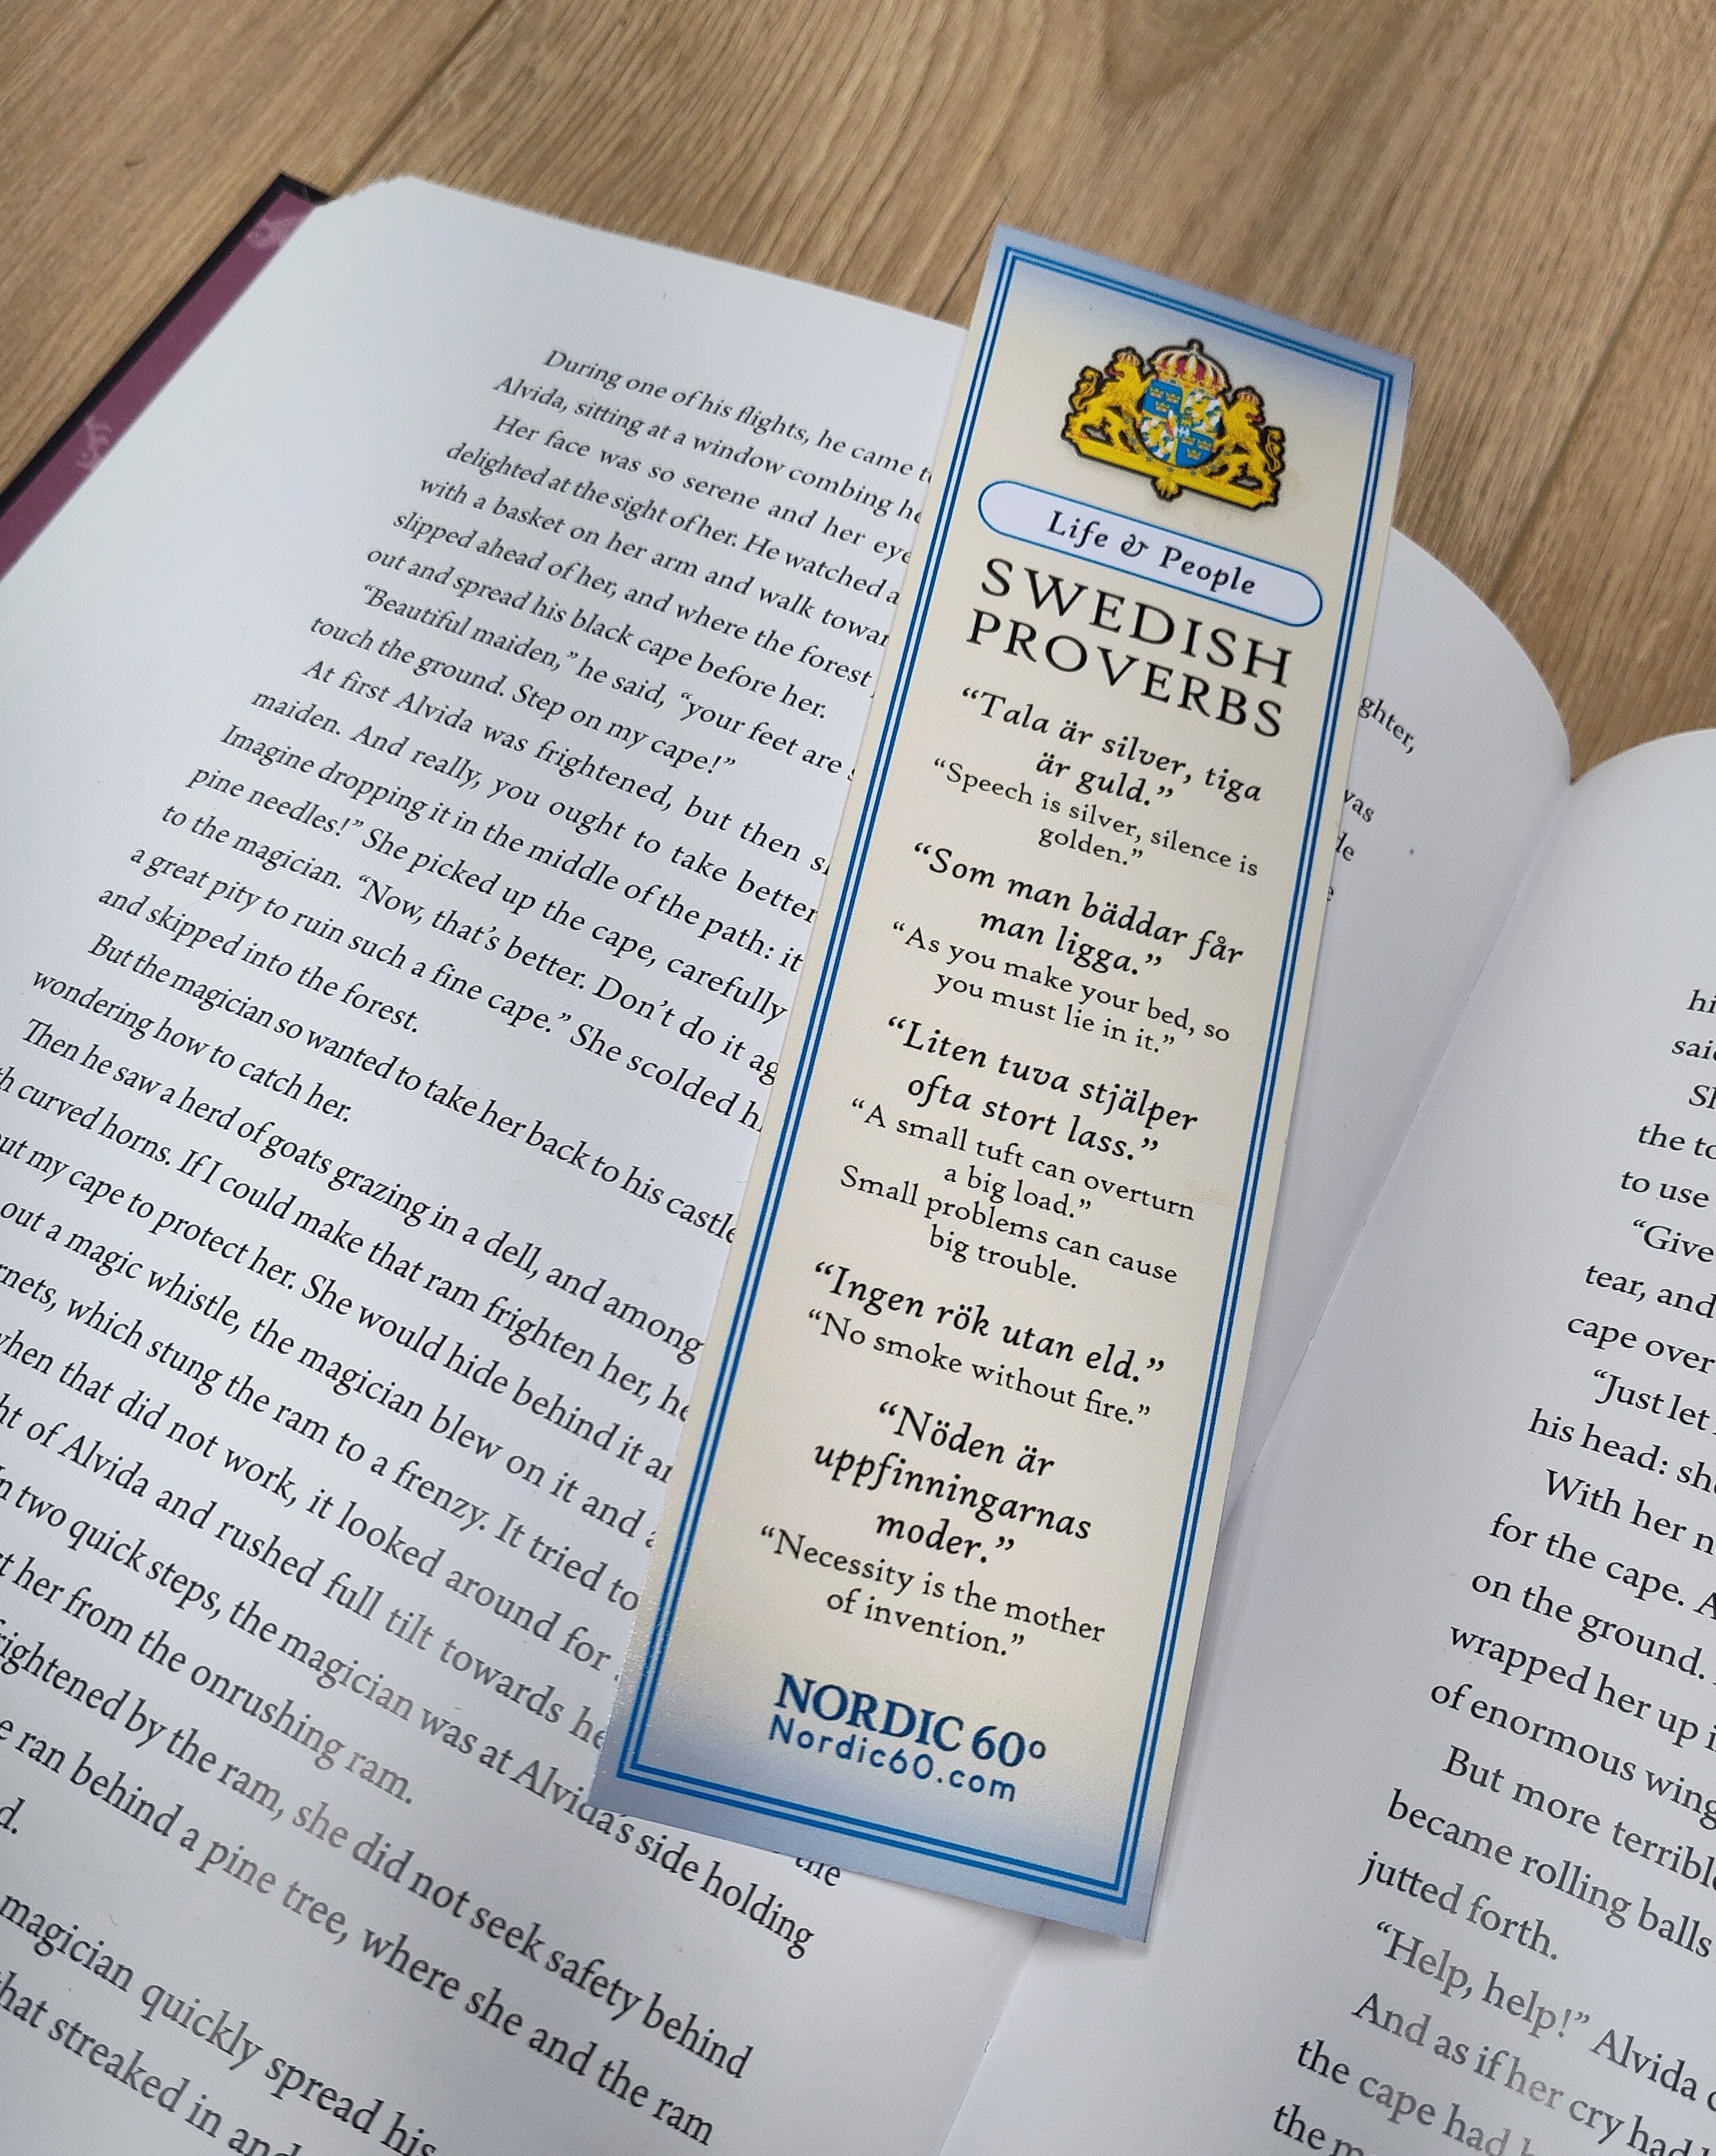 During one of his flights, he came
Alvida, sitting at a window combing
Her face was so serene and her
delighted at the sight of her. He watched
with a basket on her arm and walk
slipped ahead of her, and where the forest
out and spread his black cape before her.
“Beautiful maiden,” he said, “your feet are
touch the ground. Step on my cape!”
At first Alvida was frightened, but then
maiden. And really, you ought to take better
Imagine dropping it in the middle of the path: it
pine needles!” She picked up the cape, carefully
to the magician. “Now, that’s better. Don’t do it
a great pity to ruin such a fine cape.” She scolded
and skipped into the forest.
But the magician so wanted to take her back to his castle
wondering how to catch her.
Then he saw a herd of goats grazing in a dell, and among
curved horns. If I could make that ram frighten her,
my cape to protect her. She would hide behind it
out a magic whistle, the magician blew on it and
which stung the ram to a frenzy. It tried to
when that did not work, it looked around for
of Alvida and rushed full tilt towards
two quick steps, the magician was at Alvida’s side holding
her from the onrushing ram. the
by the ram, she did not seek safety behind
ran behind a pine tree, where she and the ram
magician quickly spread his
that streaked in
Life & People
SWEDISH
PROVERBS
“Tala är silver, tiga
är guld.”
“Speech is silver, silence is
golden.”
“Som man bäddar får
man ligga.”
“As you make your bed, so
you must lie in it.”
“Liten tuva stjälper
ofta stort lass.”
“A small tuft can overturn
a big load.”
Small problems can cause
big trouble.
“Ingen rök utan eld.”
“No smoke without fire.”
“Nöden är
uppfinningarnas
moder.”
“Necessity is the mother
of invention.”
NORDIC 60°
Nordic60.com
the
to use
“Give
tear, and
cape over
“Just let
his head:
With her
for the cape.
on the ground.
wrapped her up
of enormous
But more
became rolling balls
jutted forth.
“Help, help!” Alvida
And as if her cry had
the cape had
the